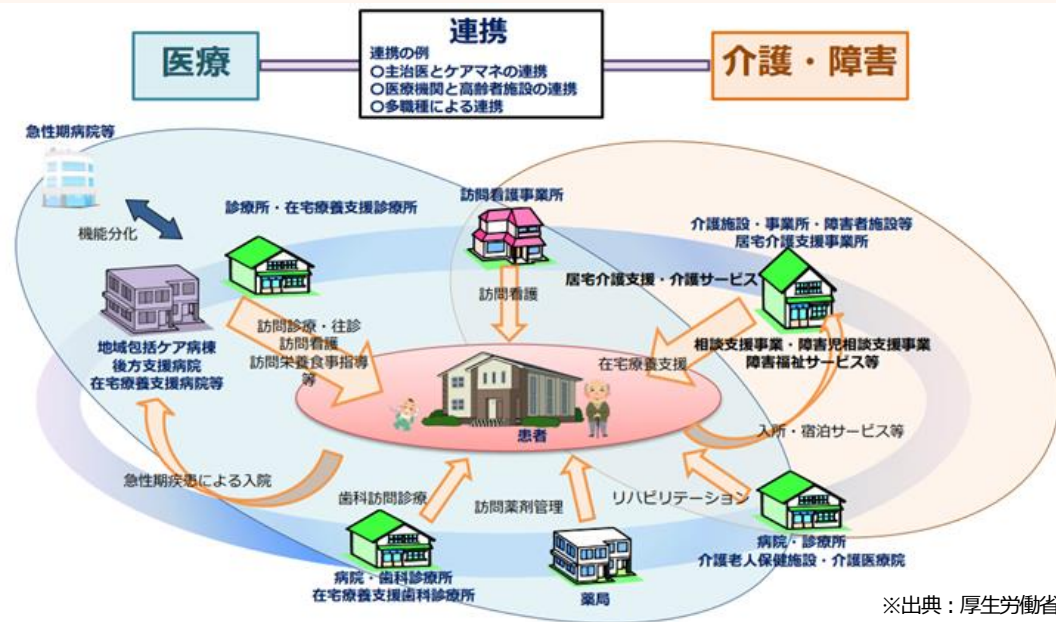 医療
連携
連携の例
○主治医とケアマネの連携
○医療機関と高齢者施設の連携
○多職種による連携
介護・障害
急性期病院等
機能分化
診療所・在宅療養支援診療所
訪問看護事業所
介護施設・事業所・障害者施設等
居宅介護支援事業所
訪問看護
居宅介護支援・介護サービス
地域包括ケア病棟
後方支援病院
在宅療養支援病院等
訪問診療・往診
訪問看護
訪問栄養食事指導
等
在宅療養支援
相談支援事業・障害児相談支援事業
障害福祉サービス等
患者
入所・宿泊サービス等
急性期疾患による入院
歯科訪問診療
訪問薬剤管理
リハビリテーション
病院・歯科診療所
在宅療養支援歯科診療所
薬局
病院・診療所
介護老人保健施設・介護医療院
※出典：厚生労働省